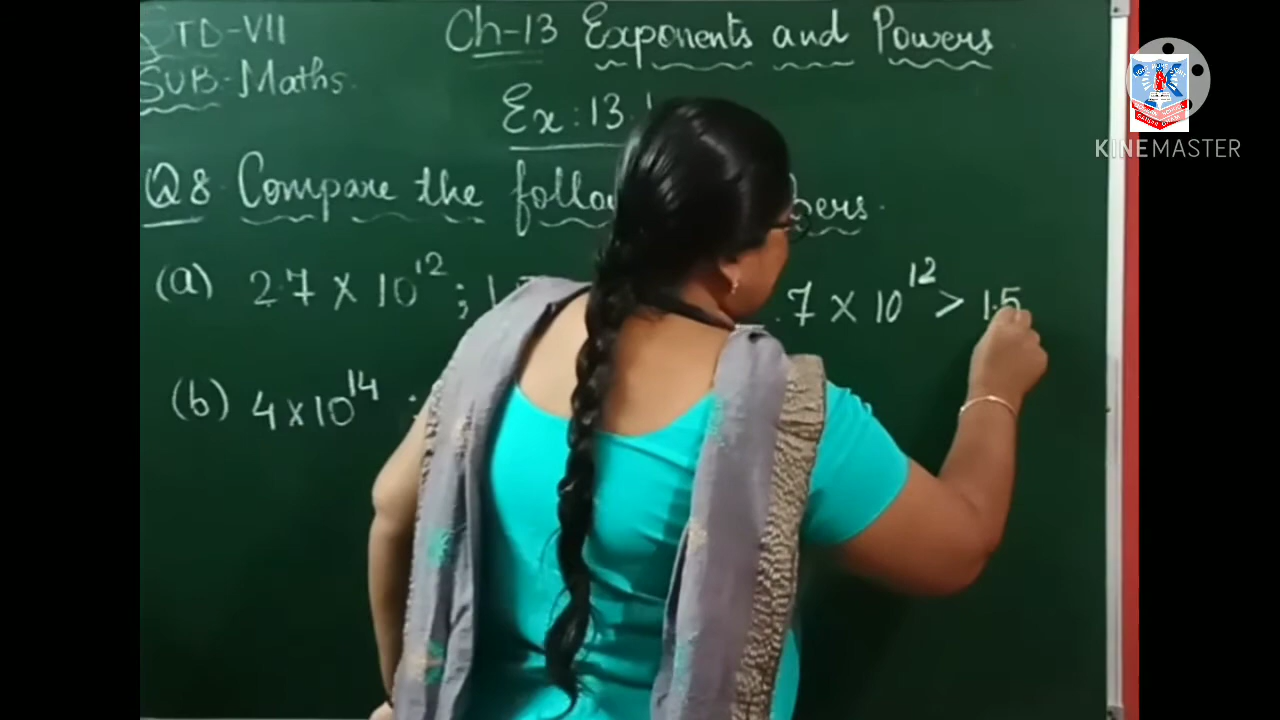 STD-VII Ch-13 Exponents and Powers
SUB-Maths.
Ex: 13.1
Q8. Compare the
(a) 2.7 x 10^12 ; .7 x 10^12 > 1.5
(b) 4 x 10^14
KINEMASTER